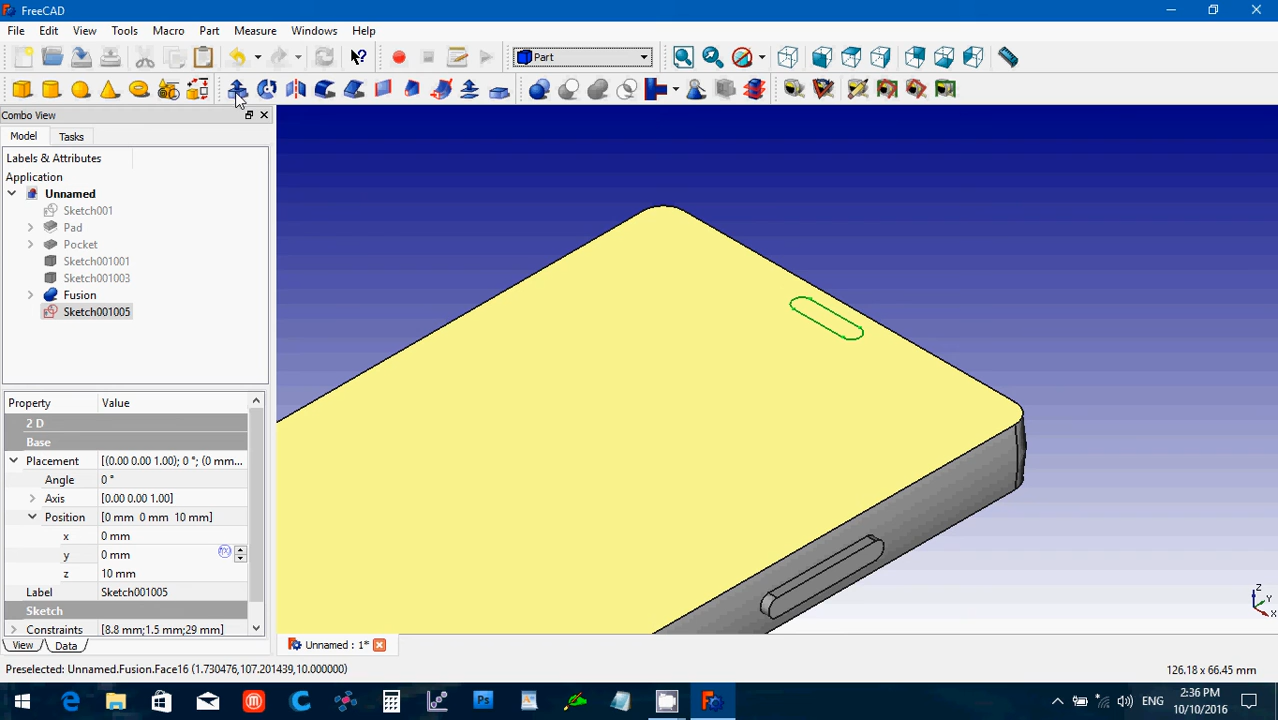 FreeCAD
File Edit View Tools Macro Part Measure Windows Help
Part
Combo View
Model Tasks
Labels & Attributes
Application
Unnamed
Sketch001
Pad
Pocket
Sketch001001
Sketch001003
Fusion
Sketch001005
Property Value
2 D
Base
Placement [(0.00 0.00 1.00); 0 °; (0 mm...
Angle 0 °
Axis [0.00 0.00 1.00]
Position [0 mm 0 mm 10 mm]
x 0 mm
y 0 mm
z 10 mm
Label Sketch001005
Sketch
Constraints [8.8 mm;1.5 mm;29 mm]
View Data
Unnamed : 1*
Z
Y
X
Preselected: Unnamed.Fusion.Face16 (1.730476,107.201439,10.000000)
126.18 x 66.45 mm
Ps
ENG
2:36 PM
10/10/2016